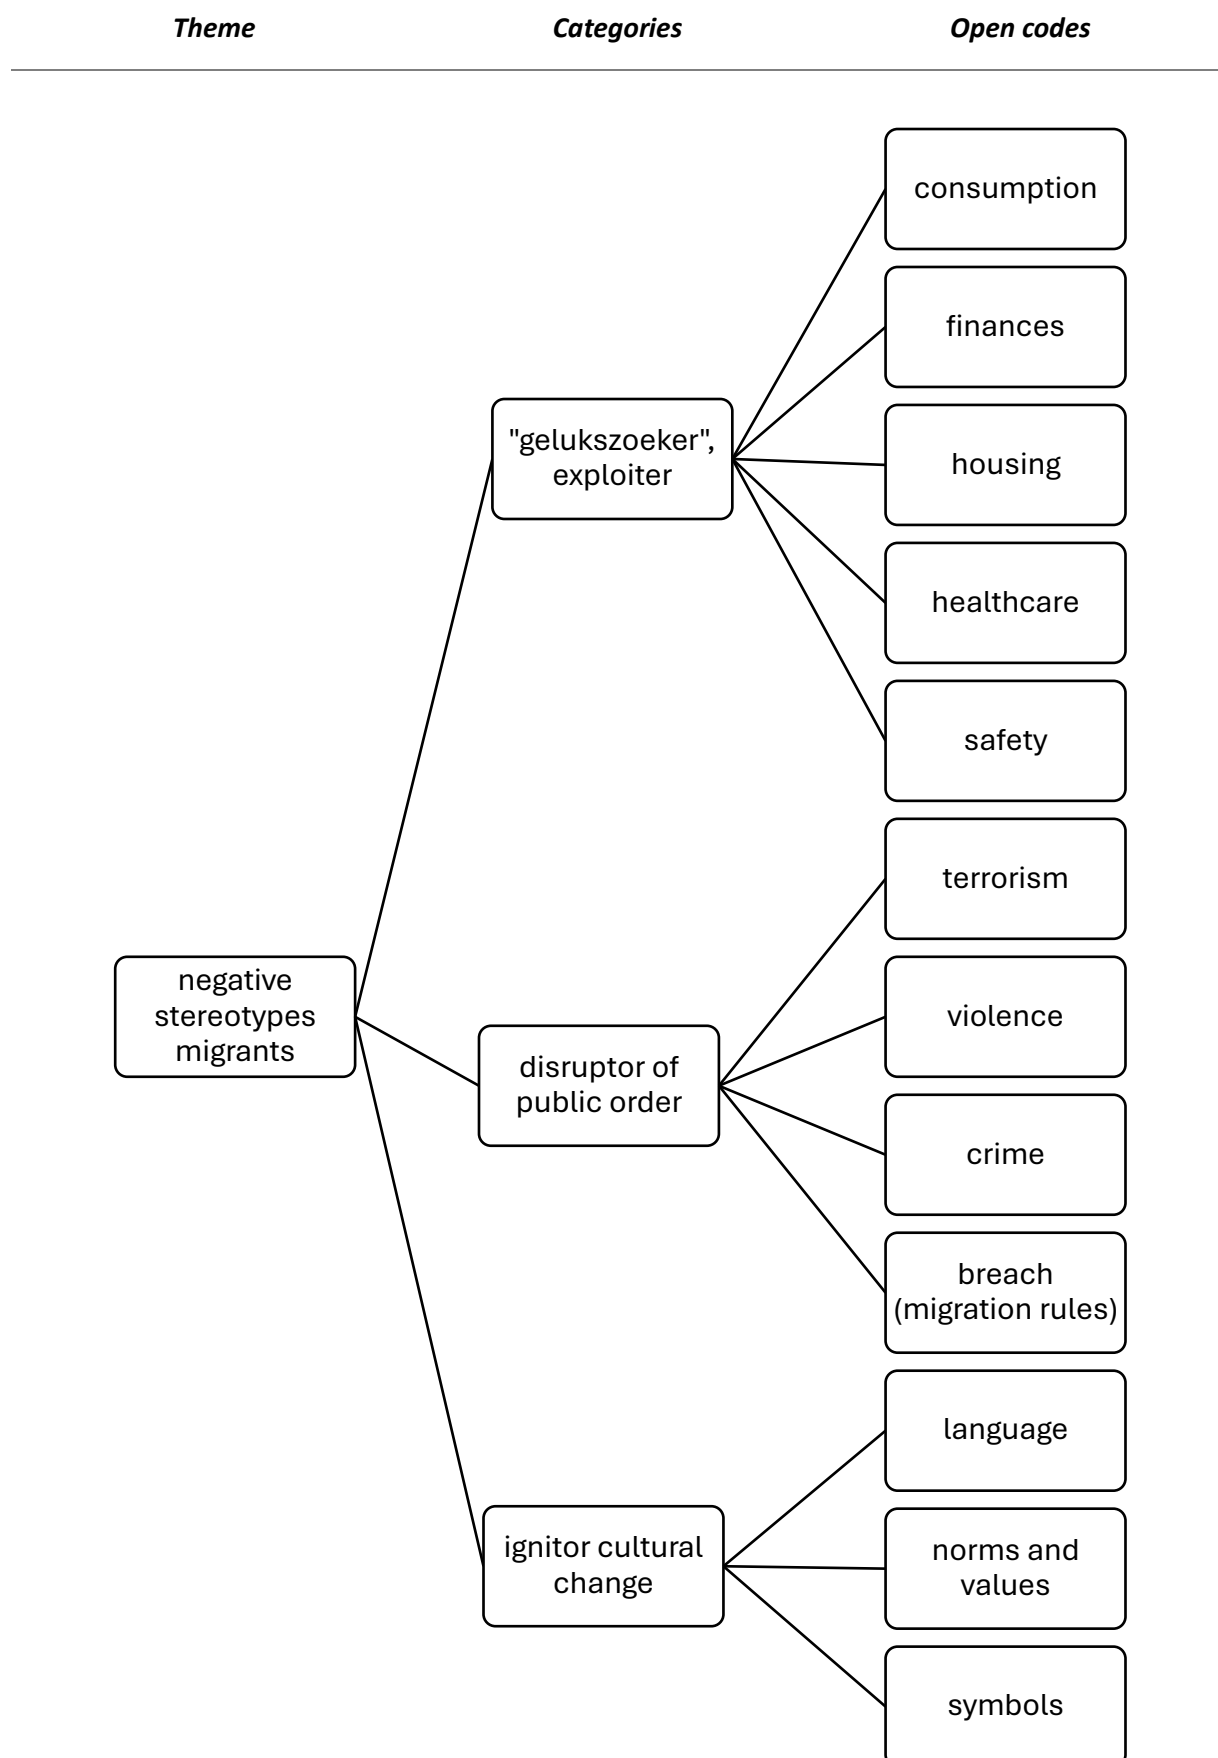 Theme
Categories
Open codes
consumption
finances
"gelukszoeker",
exploiter
housing
healthcare
safety
terrorism
negative
stereotypes
migrants
violence
disruptor of
public order
crime
breach
(migration rules)
language
ignitor cultural
change
norms and
values
symbols